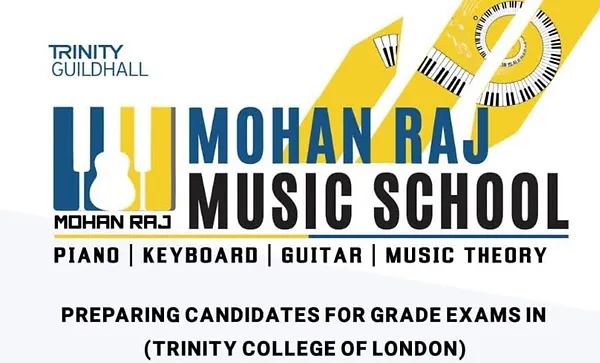 TRINITY
GUILDHALL
MOHAN RAJ
MUSIC SCHOOL
MOHAN RAJ
PIANO | KEYBOARD | GUITAR | MUSIC THEORY
PREPARING CANDIDATES FOR GRADE EXAMS IN
(TRINITY COLLEGE OF LONDON)